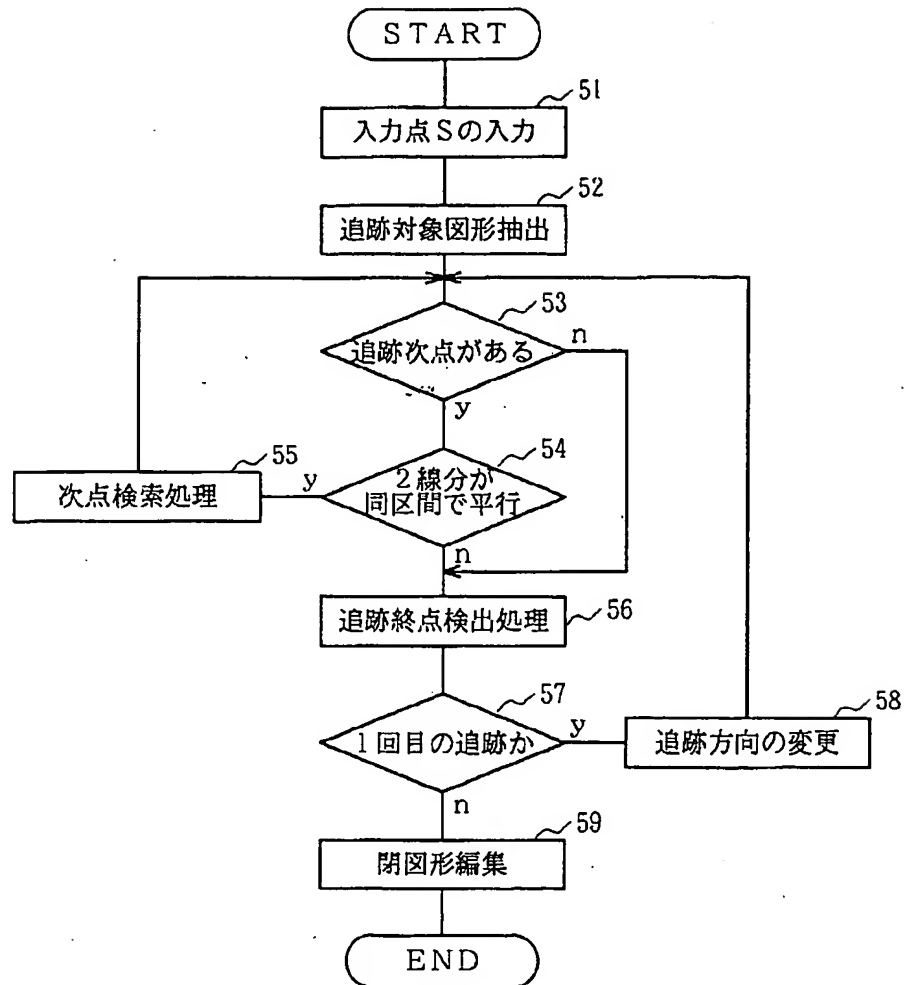 START
51
入力点Sの入力
52
追跡対象図形抽出
53
追跡次点がある
n
y
54
2線分が
同区間で平行
y
55
次点検索処理
n
追跡終点検出処理
56
57
1回目の追跡か
y
58
追跡方向の変更
n
59
閉図形編集
END